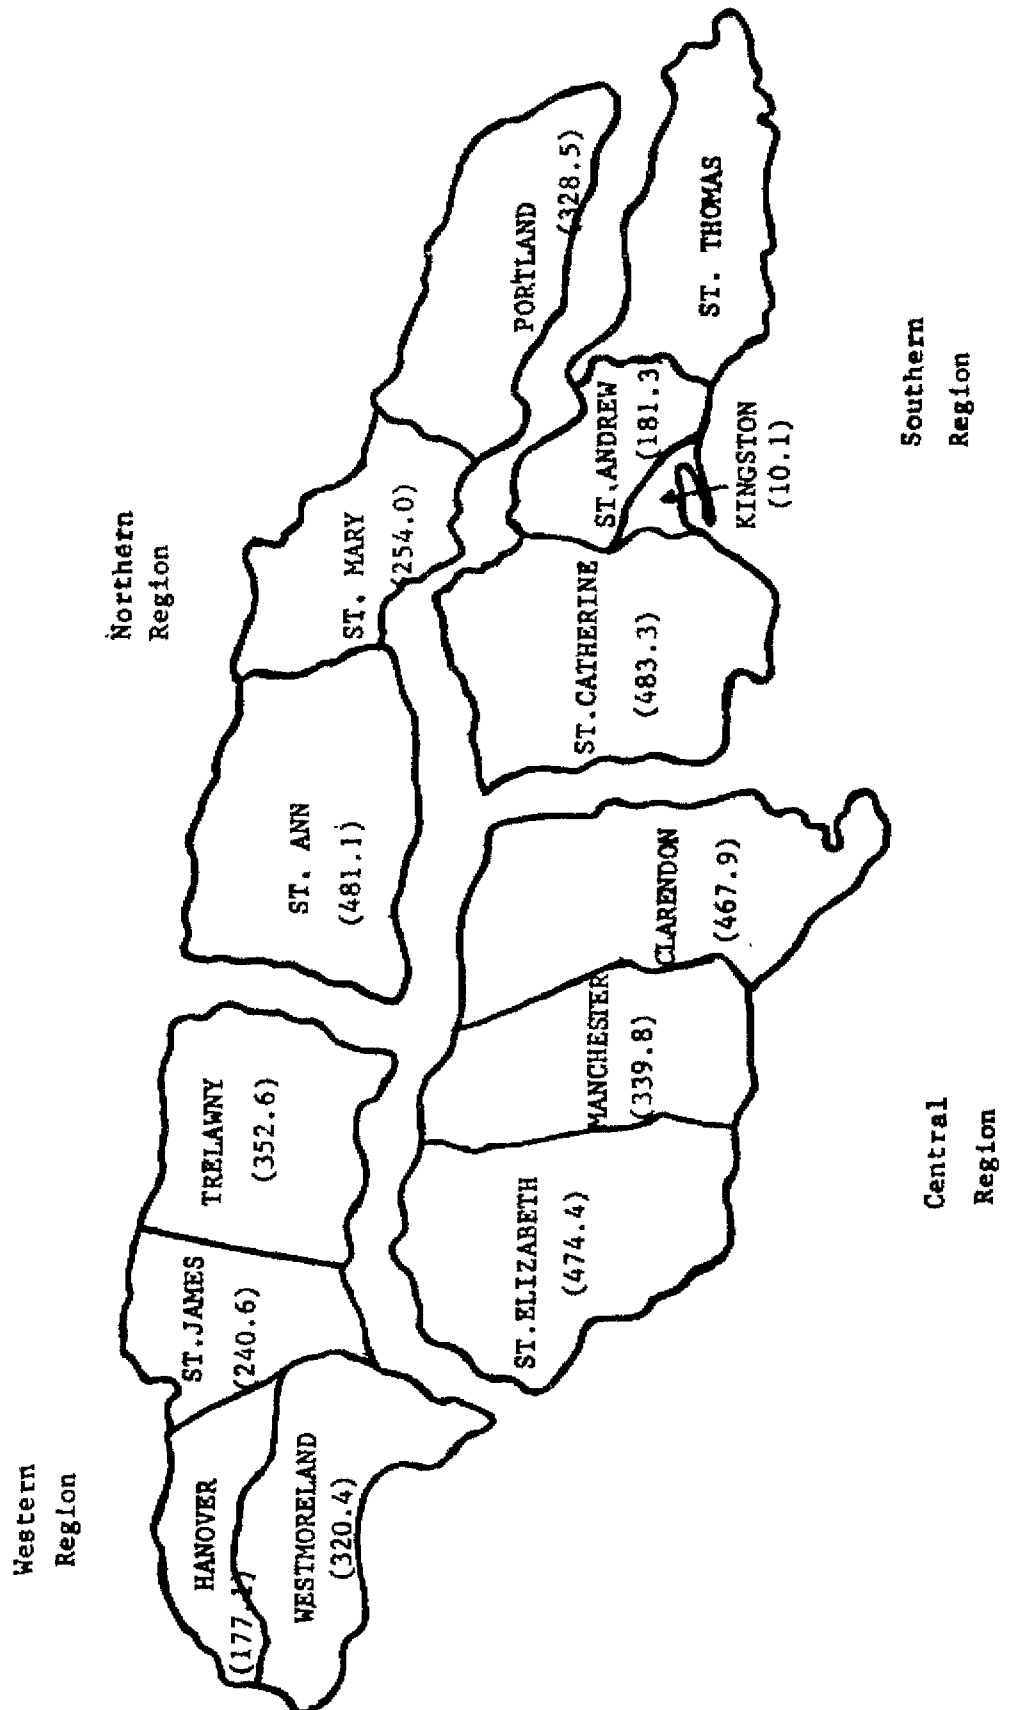 Western
Region
Northern
Region
HANOVER
(177.1)
WESTMORELAND
(320.4)
ST.JAMES
(240.6)
TRELAWNY
(352.6)
ST. ANN
(481.1)
ST. MARY
(254.0)
PORTLAND
(328.5)
ST.ELIZABETH
(474.4)
MANCHESTER
(339.8)
CLARENDON
(467.9)
ST.CATHERINE
(483.3)
ST.ANDREW
(181.3
KINGSTON
(10.1)
ST. THOMAS
Central
Region
Southern
Region